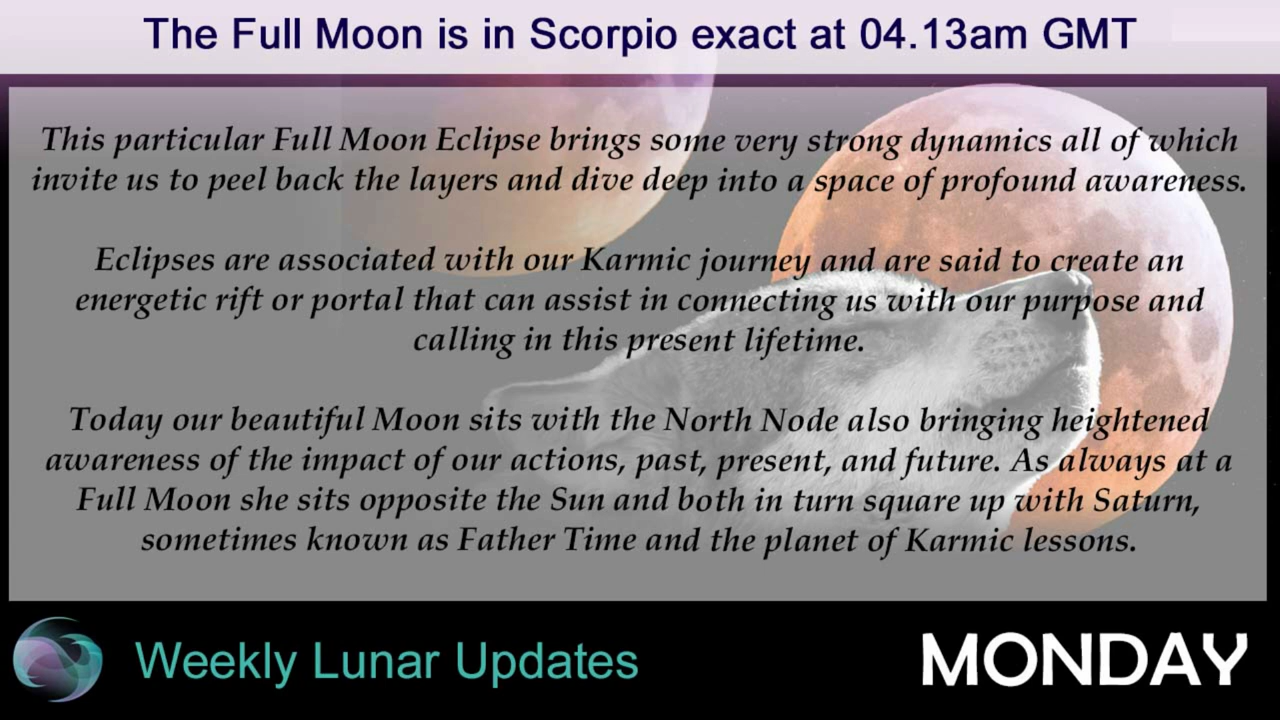 The Full Moon is in Scorpio exact at 04.13am GMT
This particular Full Moon Eclipse brings some very strong dynamics all of which
invite us to peel back the layers and dive deep into a space of profound awareness.
Eclipses are associated with our Karmic journey and are said to create an
energetic rift or portal that can assist in connecting us with our purpose and
calling in this present lifetime.
Today our beautiful Moon sits with the North Node also bringing heightened
awareness of the impact of our actions, past, present, and future. As always at a
Full Moon she sits opposite the Sun and both in turn square up with Saturn,
sometimes known as Father Time and the planet of Karmic lessons.
Weekly Lunar Updates
MONDAY